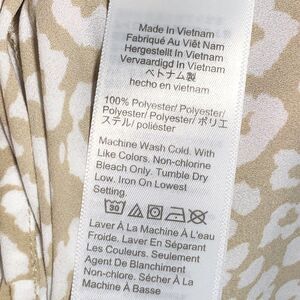 Made In Vietnam
Fabriqué Au Viêt Nam
Hergestellt In Vietnam
Vervaardigd In Vietnam
ベトナム製
hecho en vietnam
100% Polyester/ Polyester/
Polyester/ Polyester/ ポリエ
ステル/ poliéster
Machine Wash Cold. With
Like Colors. Non-chlorine
Bleach Only. Tumble Dry
Low. Iron On Lowest
Setting.
Laver À La Machine À L'eau
Froide. Laver En Séparant
Les Couleurs. Seulement
Agent De Blanchiment
Non-chlore. Sécher À La
Machine À Basse